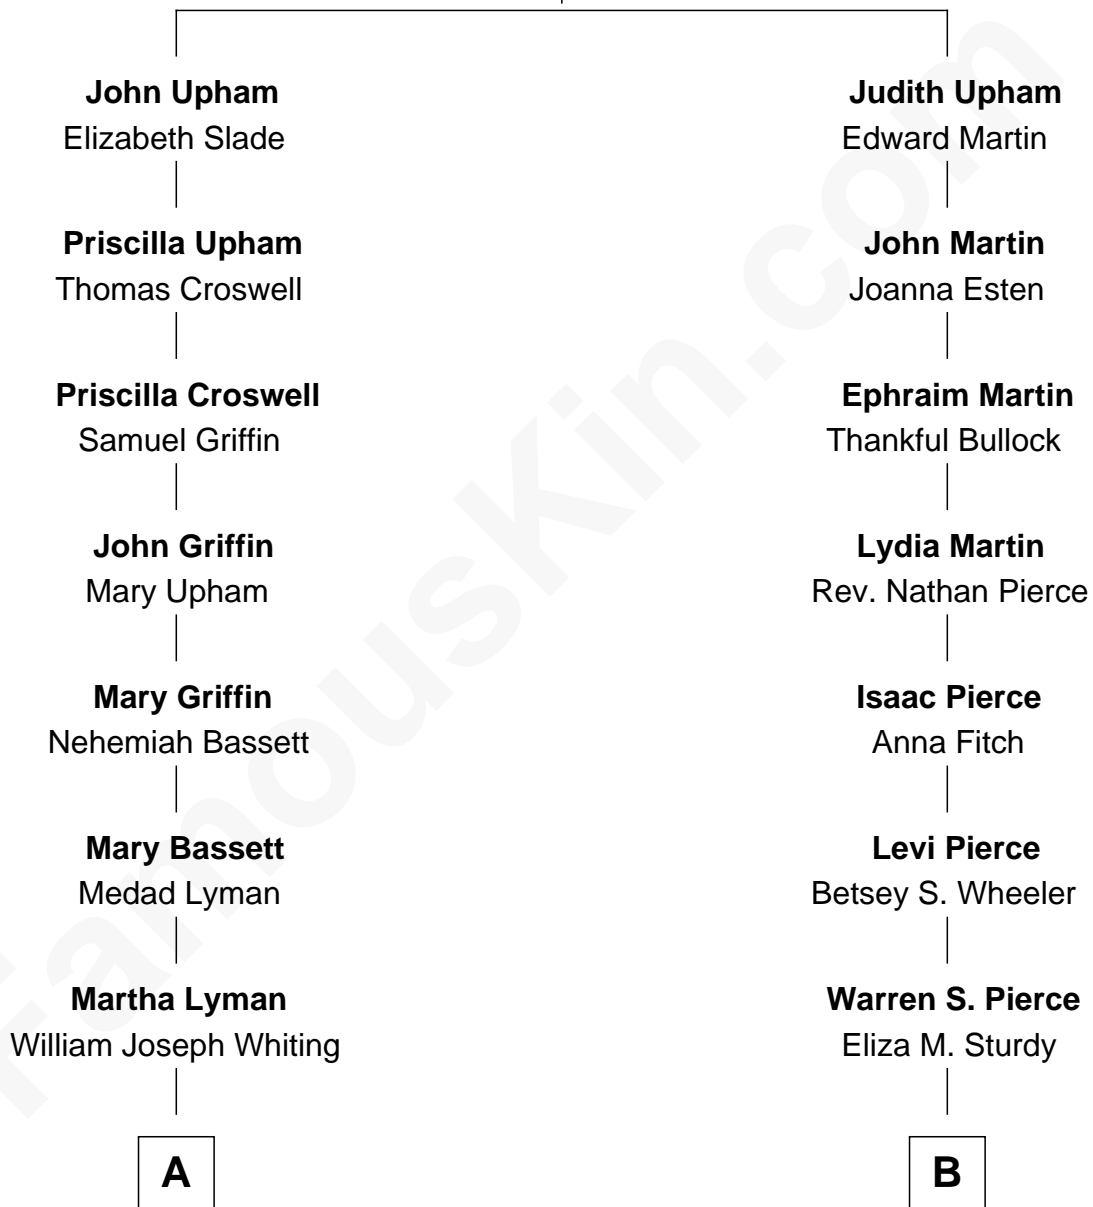 John Upham
Elizabeth Slade
Priscilla Upham
Thomas Croswell
Priscilla Croswell
Samuel Griffin
John Griffin
Mary Upham
Mary Griffin
Nehemiah Bassett
Mary Bassett
Medad Lyman
Martha Lyman
William Joseph Whiting
A
Judith Upham
Edward Martin
John Martin
Joanna Esten
Ephraim Martin
Thankful Bullock
Lydia Martin
Rev. Nathan Pierce
Isaac Pierce
Anna Fitch
Levi Pierce
Betsey S. Wheeler
Warren S. Pierce
Eliza M. Sturdy
B
FamousKin.com